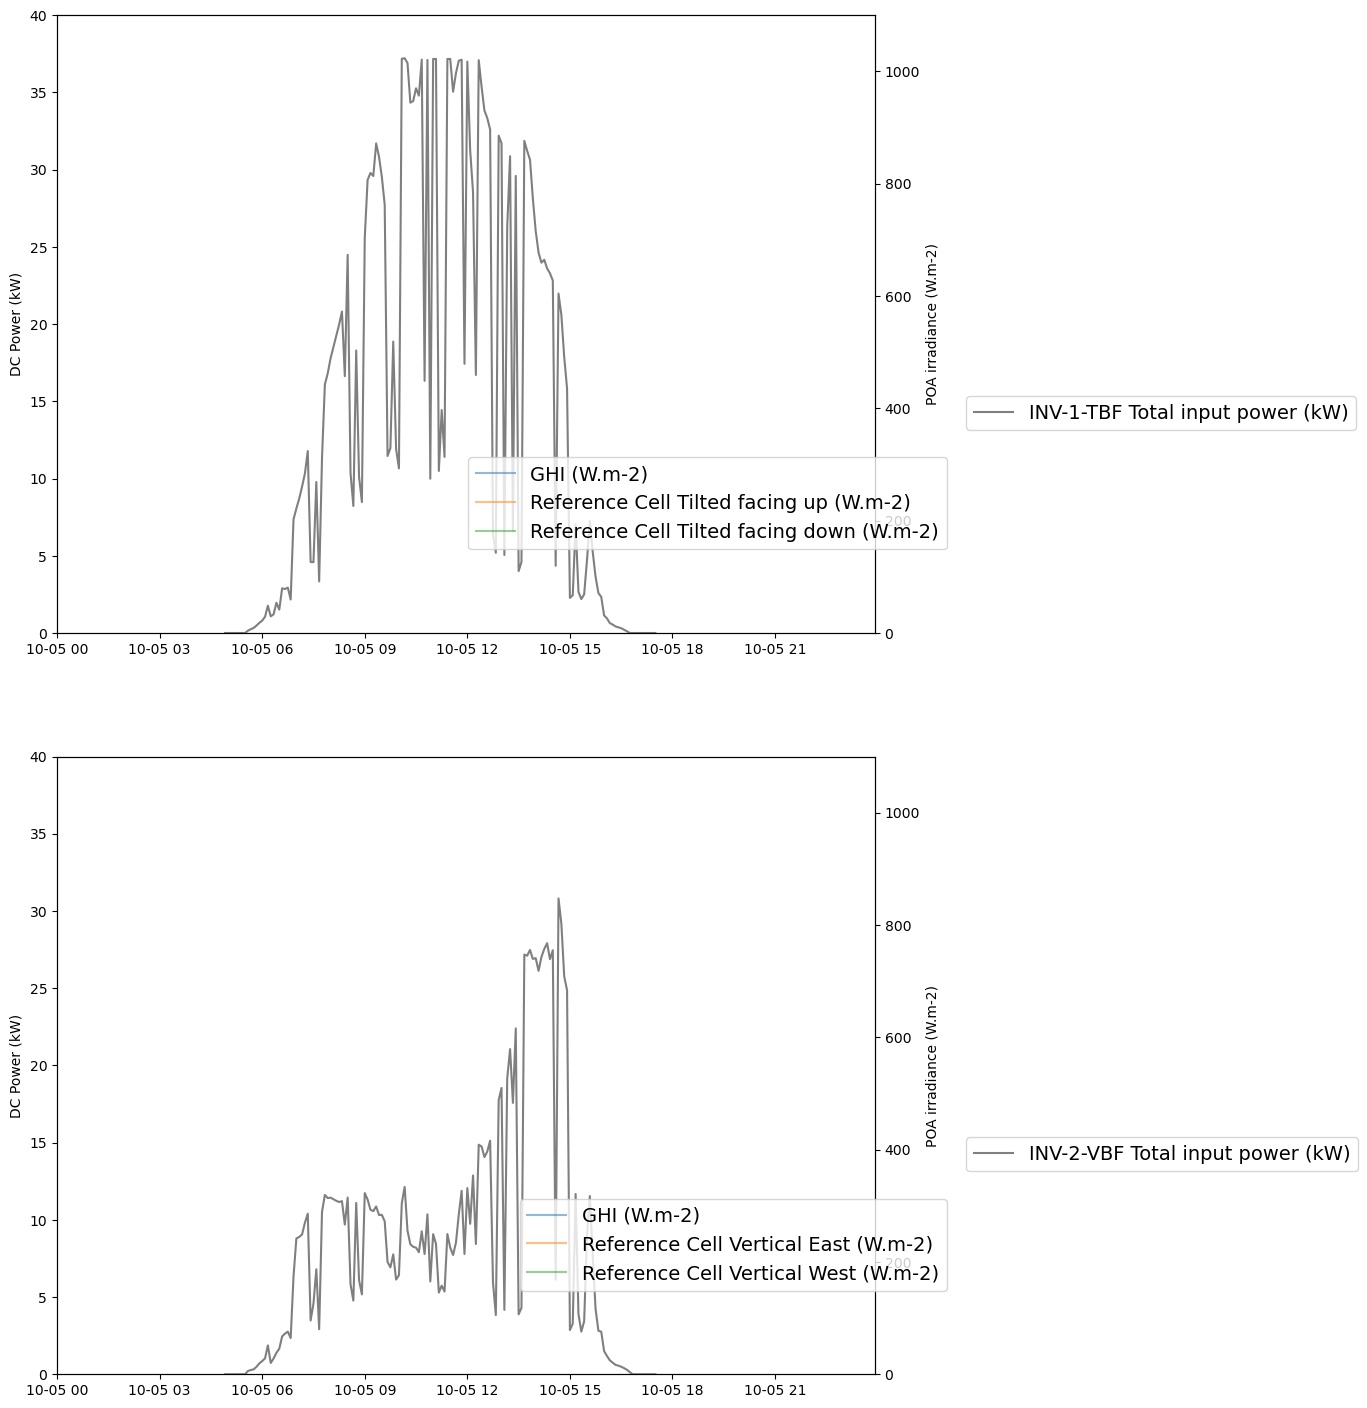 40
35
30
25
20
15
10
5
0
DC Power (kW)
1000
800
600
400
200
0
POA irradiance (W.m-2)
10-05 00 10-05 03 10-05 06 10-05 09 10-05 12 10-05 15 10-05 18 10-05 21
INV-1-TBF Total input power (kW)
GHI (W.m-2)
Reference Cell Tilted facing up (W.m-2)
Reference Cell Tilted facing down (W.m-2)
40
35
30
25
20
15
10
5
0
DC Power (kW)
1000
800
600
400
200
0
POA irradiance (W.m-2)
10-05 00 10-05 03 10-05 06 10-05 09 10-05 12 10-05 15 10-05 18 10-05 21
INV-2-VBF Total input power (kW)
GHI (W.m-2)
Reference Cell Vertical East (W.m-2)
Reference Cell Vertical West (W.m-2)